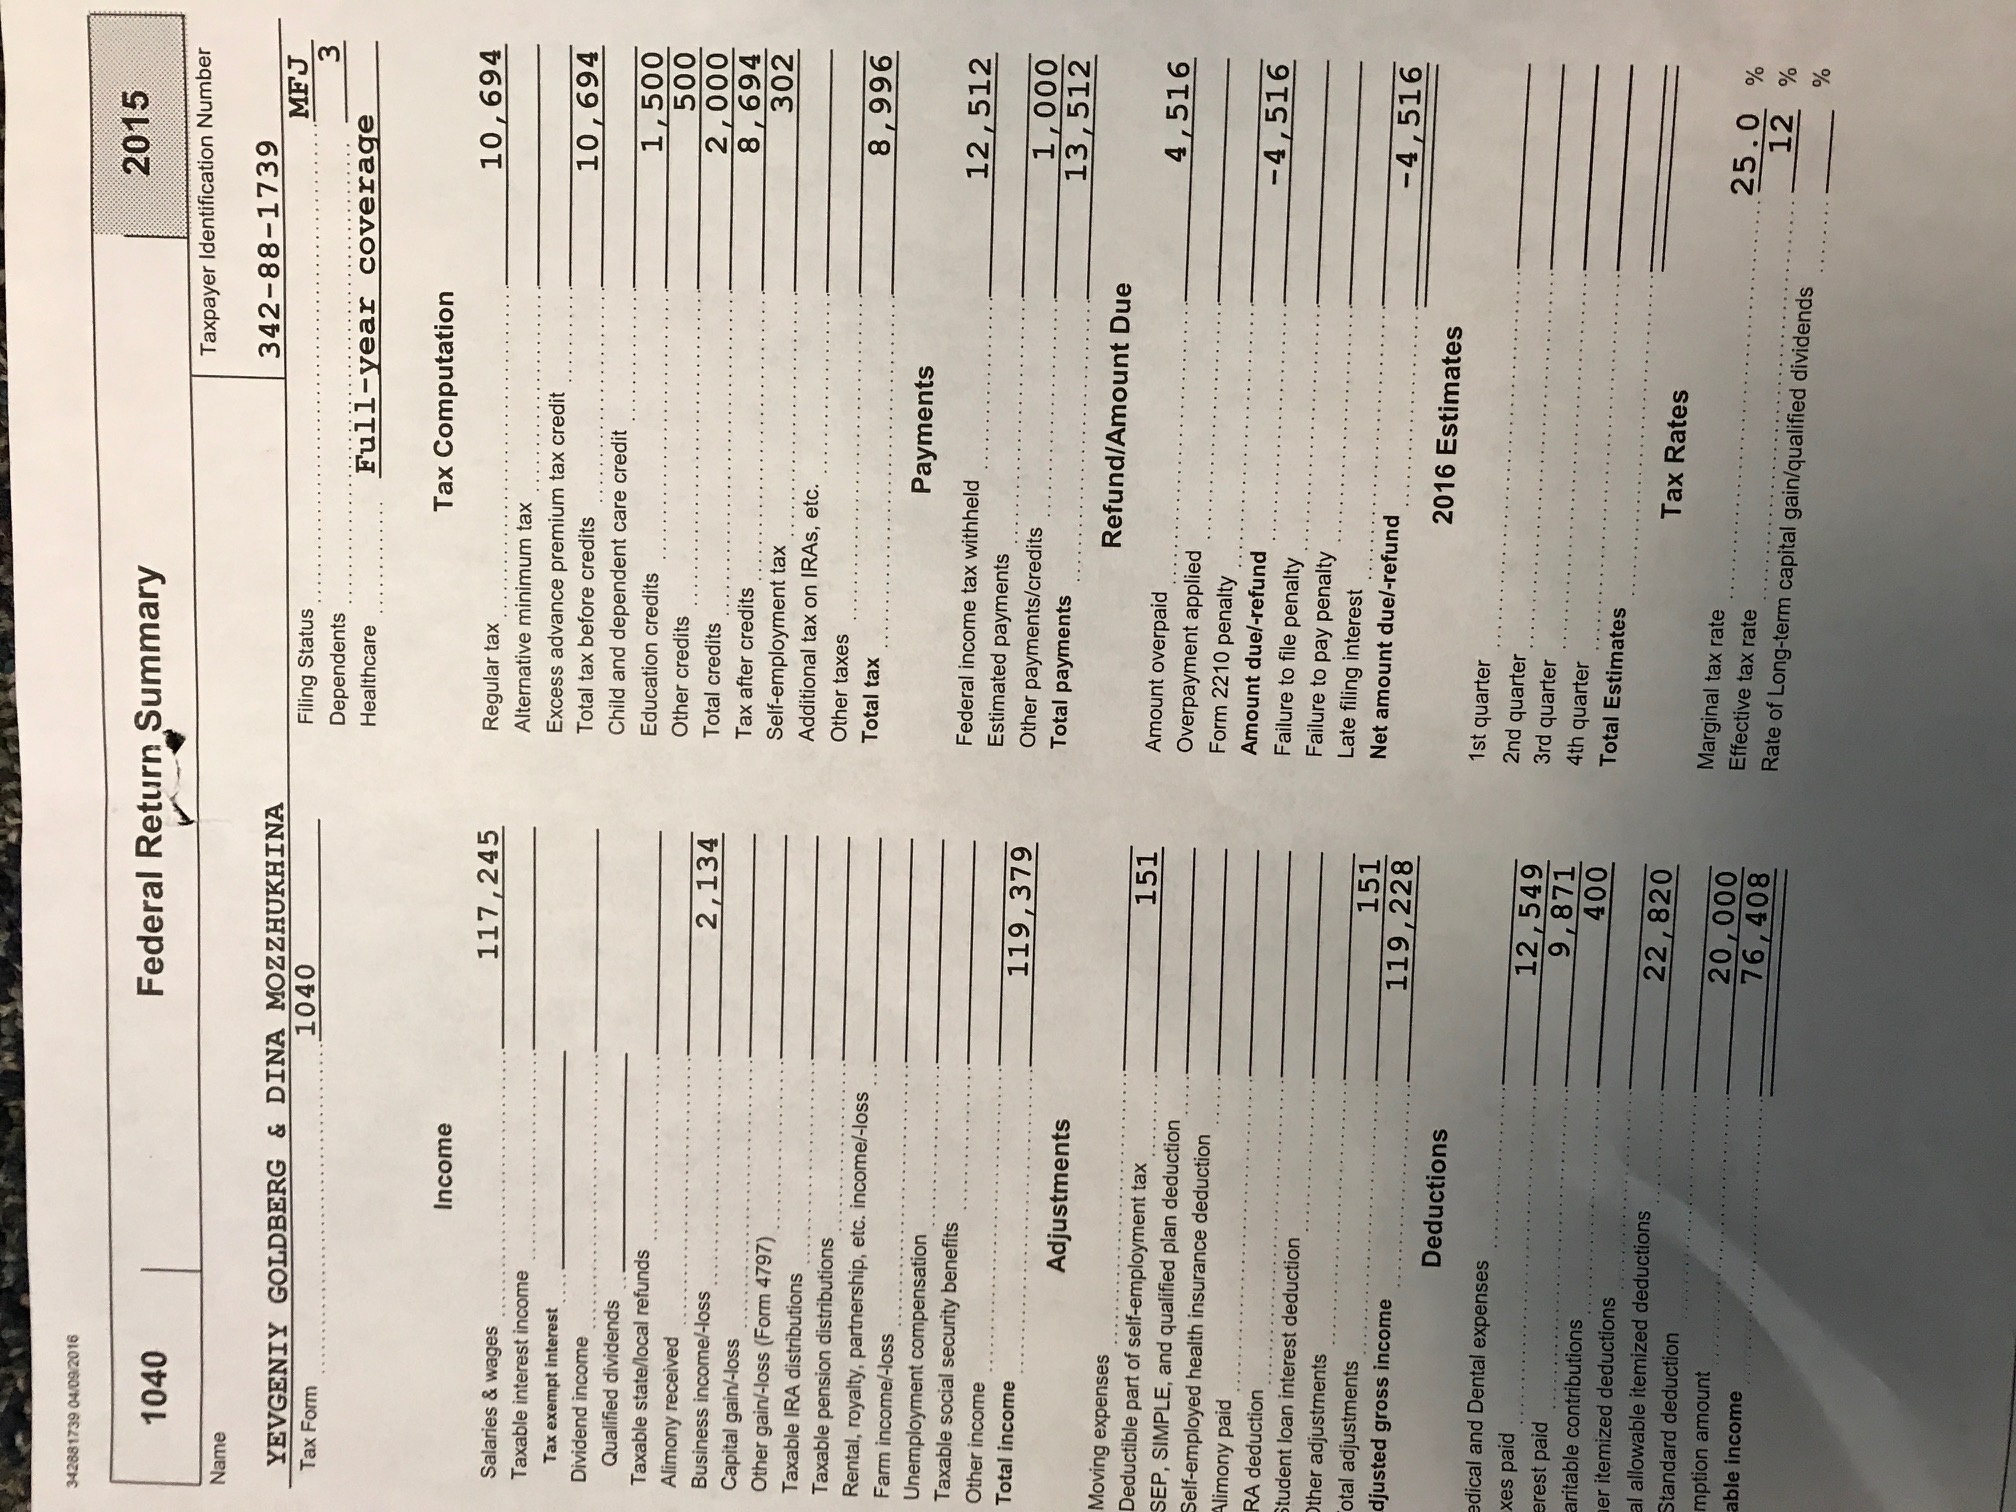 342881739 04/09/2016
1040 Federal Return Summary 2015
Name Taxpayer Identification Number
YEVGENIY GOLDBERG & DINA MOZZHUKHINA 342-88-1739
Tax Form 1040
Filing Status MFJ
Dependents 3
Healthcare Full-year coverage
Income
Salaries & wages 117,245
Taxable interest income
Tax exempt interest
Dividend income
Qualified dividends
Taxable state/local refunds
Alimony received
Business income/-loss 2,134
Capital gain/-loss
Other gain/-loss (Form 4797)
Taxable IRA distributions
Taxable pension distributions
Rental, royalty, partnership, etc. income/-loss
Farm income/-loss
Unemployment compensation
Taxable social security benefits
Other income
Total income 119,379
Adjustments
Moving expenses
Deductible part of self-employment tax 151
SEP, SIMPLE, and qualified plan deduction
Self-employed health insurance deduction
Alimony paid
RA deduction
Student loan interest deduction
Other adjustments
otal adjustments 151
djusted gross income 119,228
Deductions
edical and Dental expenses
xes paid 12,549
erest paid 9,871
aritable contributions 400
er itemized deductions
al allowable itemized deductions 22,820
Standard deduction
mption amount 20,000
able income 76,408
Tax Computation
Regular tax 10,694
Alternative minimum tax
Excess advance premium tax credit
Total tax before credits 10,694
Child and dependent care credit
Education credits 1,500
Other credits 500
Total credits 2,000
Tax after credits 8,694
Self-employment tax 302
Additional tax on IRAs, etc.
Other taxes
Total tax 8,996
Payments
Federal income tax withheld 12,512
Estimated payments
Other payments/credits 1,000
Total payments 13,512
Refund/Amount Due
Amount overpaid 4,516
Overpayment applied
Form 2210 penalty
Amount due/-refund -4,516
Failure to file penalty
Failure to pay penalty
Late filing interest
Net amount due/-refund -4,516
2016 Estimates
1st quarter
2nd quarter
3rd quarter
4th quarter
Total Estimates
Tax Rates
Marginal tax rate 25.0 %
Effective tax rate 12 %
Rate of Long-term capital gain/qualified dividends %